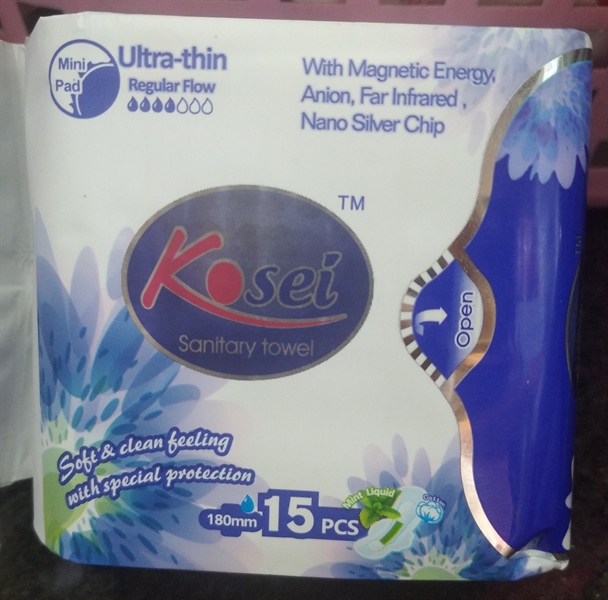 Mini
Pad
Ultra-thin
Regular Flow
With Magnetic Energy,
Anion, Far Infrared ,
Nano Silver Chip
TM
Kosei
Sanitary towel
Open
Soft & clean feeling
with special protection
180mm 15 PCS
Mint Liquid